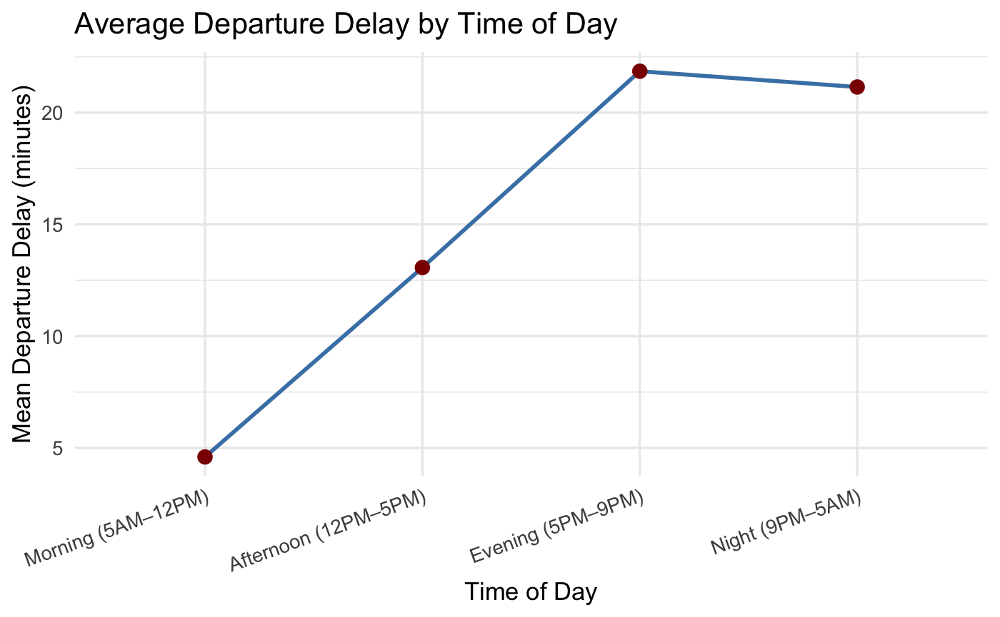 Average Departure Delay by Time of Day
Mean Departure Delay (minutes)
20
15
10
5
Morning (5AM–12PM)
Afternoon (12PM–5PM)
Evening (5PM–9PM)
Night (9PM–5AM)
Time of Day